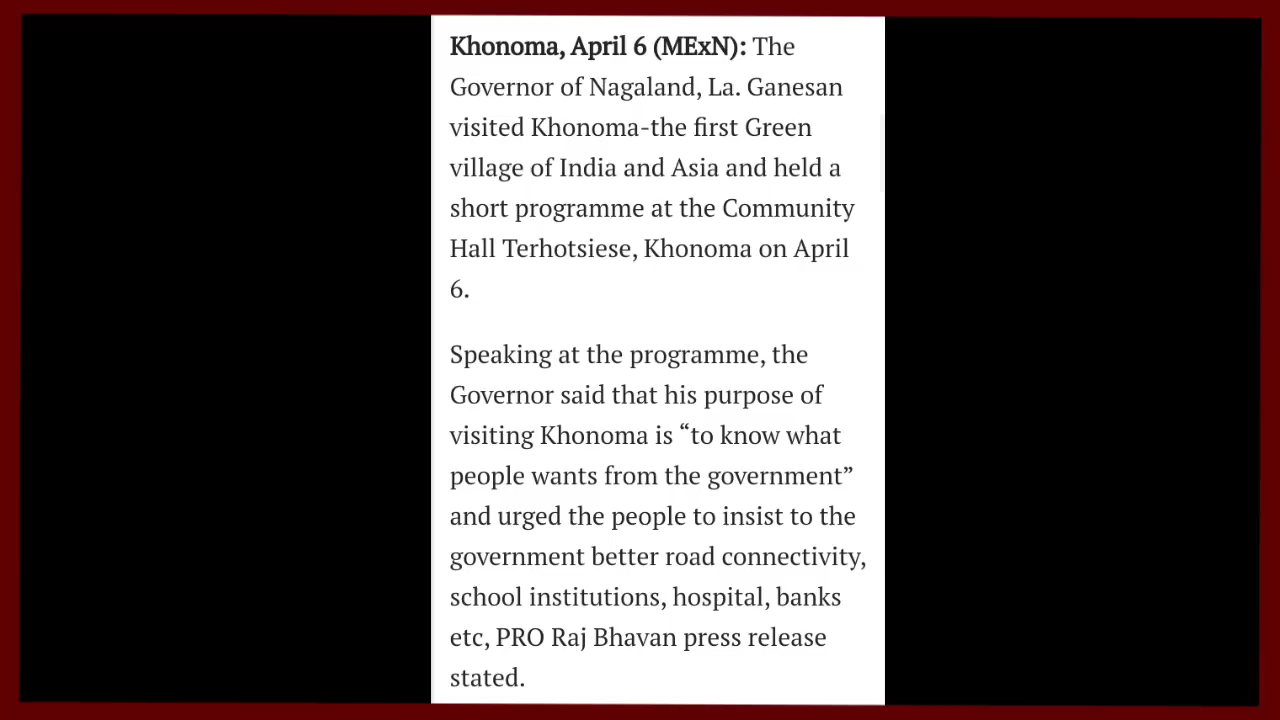 Khonoma, April 6 (MExN): The
Governor of Nagaland, La. Ganesan
visited Khonoma-the first Green
village of India and Asia and held a
short programme at the Community
Hall Terhotsiese, Khonoma on April
6.
Speaking at the programme, the
Governor said that his purpose of
visiting Khonoma is “to know what
people wants from the government”
and urged the people to insist to the
government better road connectivity,
school institutions, hospital, banks
etc, PRO Raj Bhavan press release
stated.